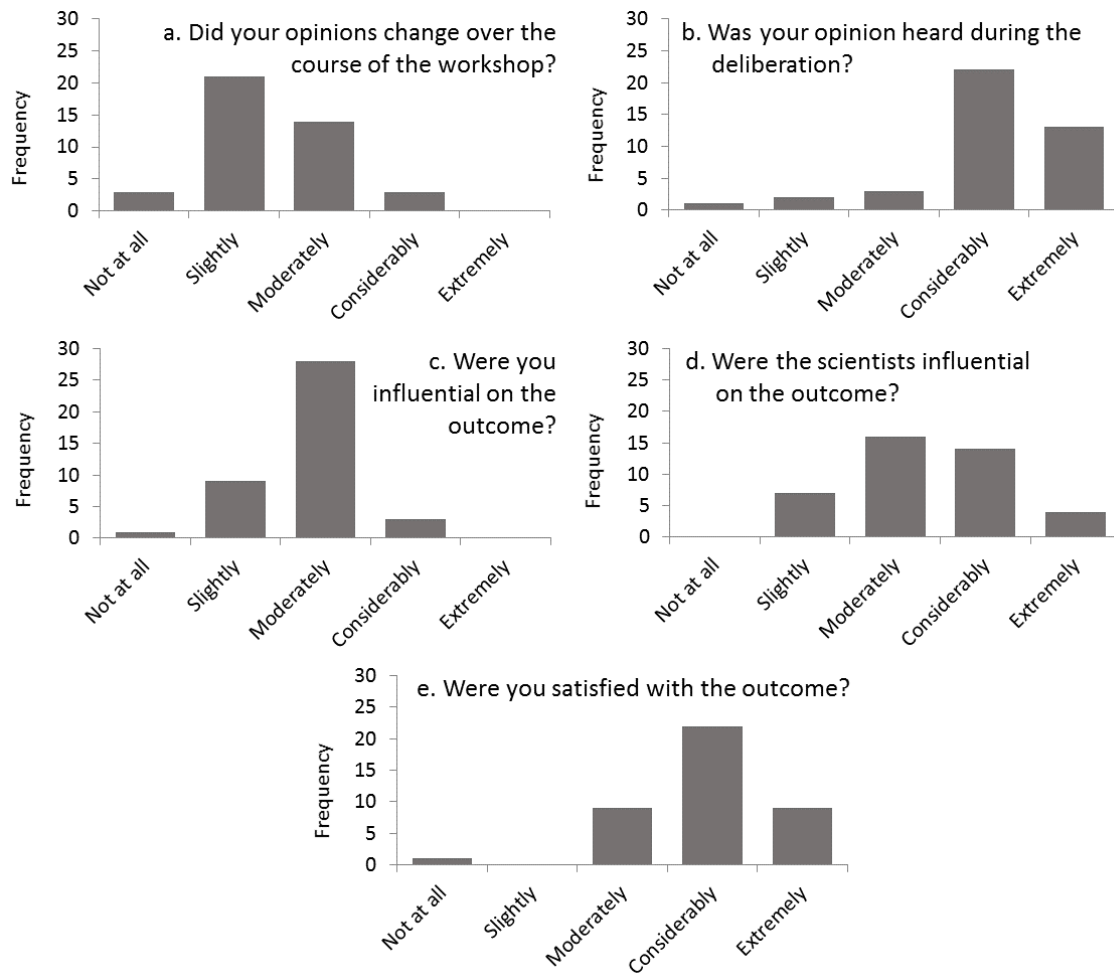 a. Did your opinions change over the
course of the workshop?
Frequency
30
25
20
15
10
5
0
Not at all
Slightly
Moderately
Considerably
Extremely
b. Was your opinion heard during the
deliberation?
Frequency
30
25
20
15
10
5
0
Not at all
Slightly
Moderately
Considerably
Extremely
c. Were you
influential on the
outcome?
Frequency
30
25
20
15
10
5
0
Not at all
Slightly
Moderately
Considerably
Extremely
d. Were the scientists influential
on the outcome?
Frequency
30
25
20
15
10
5
0
Not at all
Slightly
Moderately
Considerably
Extremely
e. Were you satisfied with the outcome?
Frequency
30
25
20
15
10
5
0
Not at all
Slightly
Moderately
Considerably
Extremely